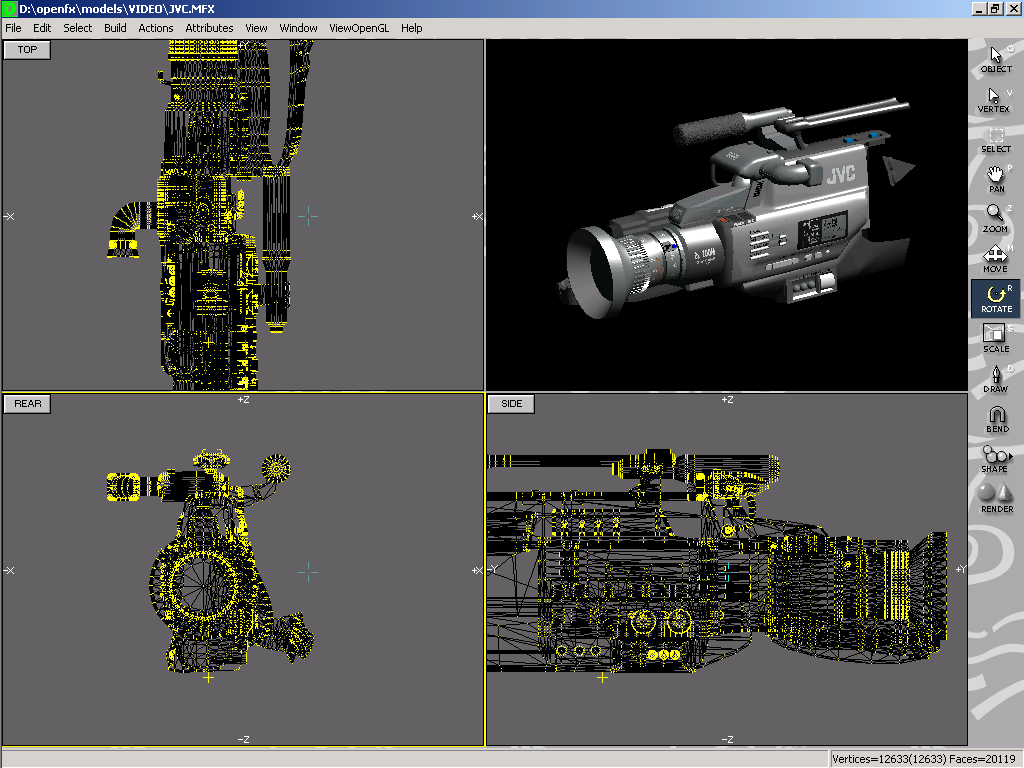 D:\openfx\models\VIDEO\JVC.MFX
File Edit Select Build Actions Attributes View Window ViewOpenGL Help
TOP
-X
+X
JVC
ZOOM
REAR
+Z
-X
+X
-Z
SIDE
+Z
-Y
+Y
-Z
Q
OBJECT
V
VERTEX
SELECT
P
PAN
Z
ZOOM
M
MOVE
R
ROTATE
S
SCALE
D
DRAW
BEND
SHAPE
RENDER
Vertices=12633(12633) Faces=20119